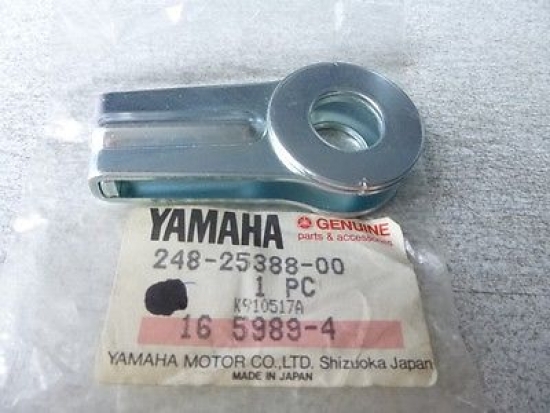 YAMAHA GENUINE
parts & accessories
248-25388-00
1 PC
K910517A
16 5989-4
YAMAHA MOTOR CO.,LTD. Shizuoka Japan
MADE IN JAPAN